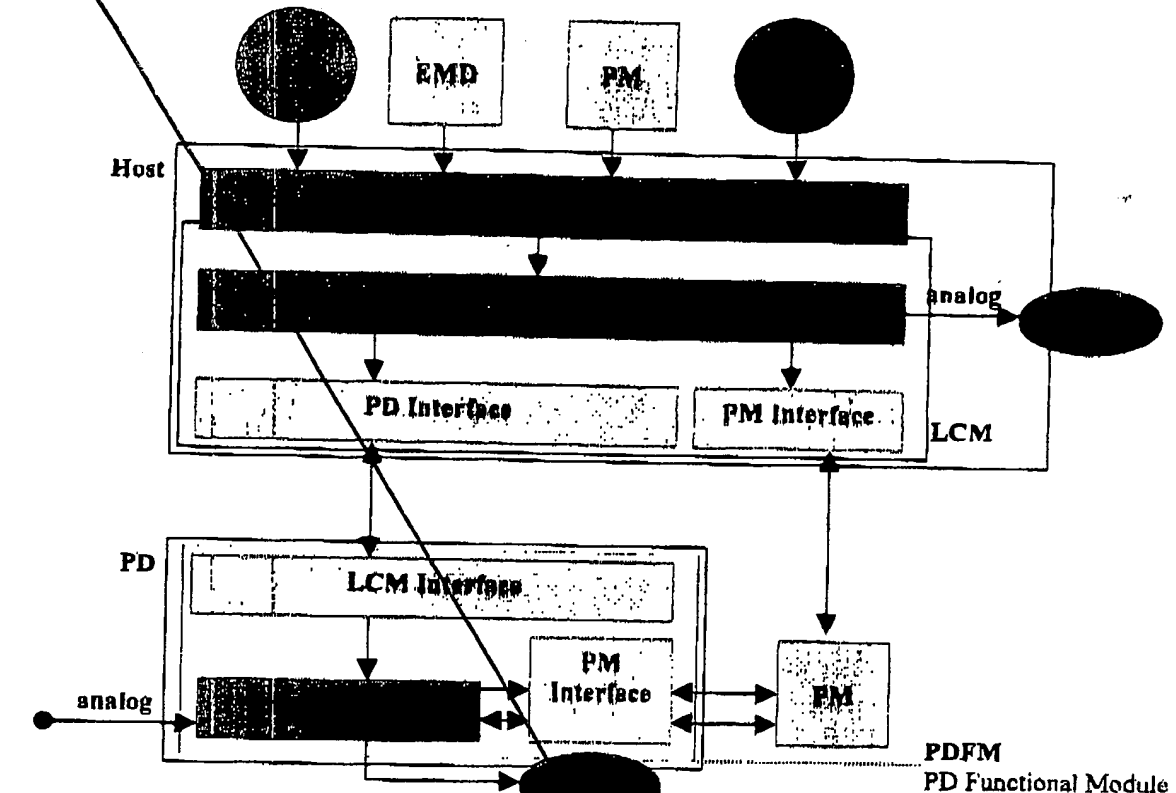 EMD
PM
Host
analog
PD Interface
PM Interface
LCM
PD
LCM Interface
PM
Interface
PM
analog
PDFM
PD Functional Module